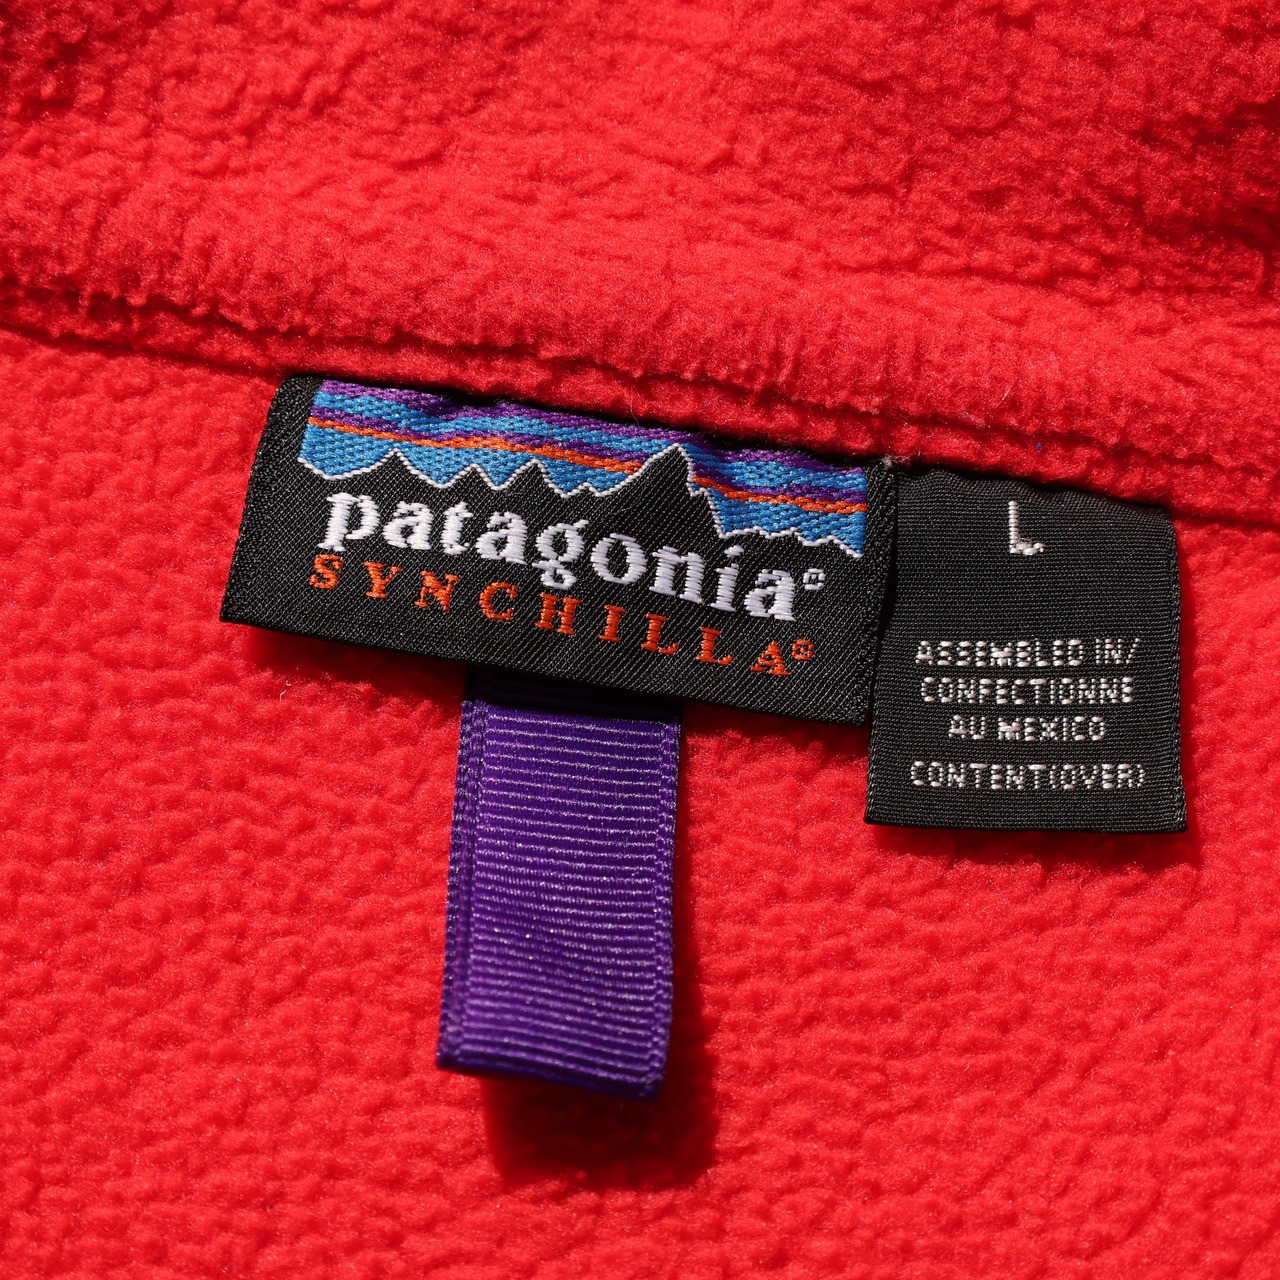 patagonia®
SYNCHILLA®
L
ASSEMBLED IN/
CONFECTIONNE
AU MEXICO
CONTENT(OVER)